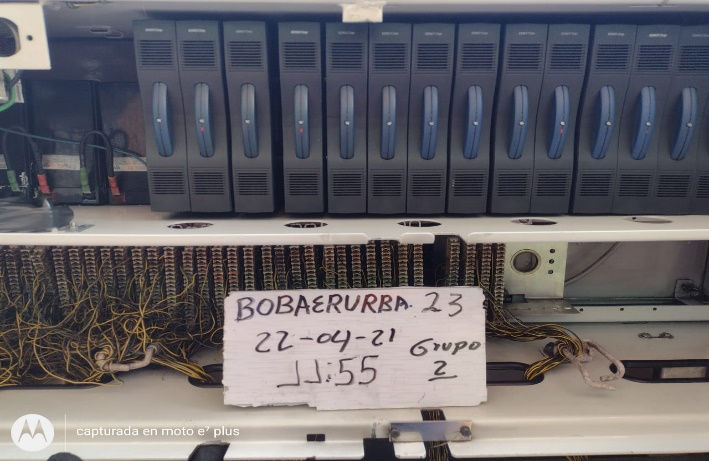 BOBAERURBA 23
22-04-21
Grupo
11:55
2
capturada en moto e⁷ plus